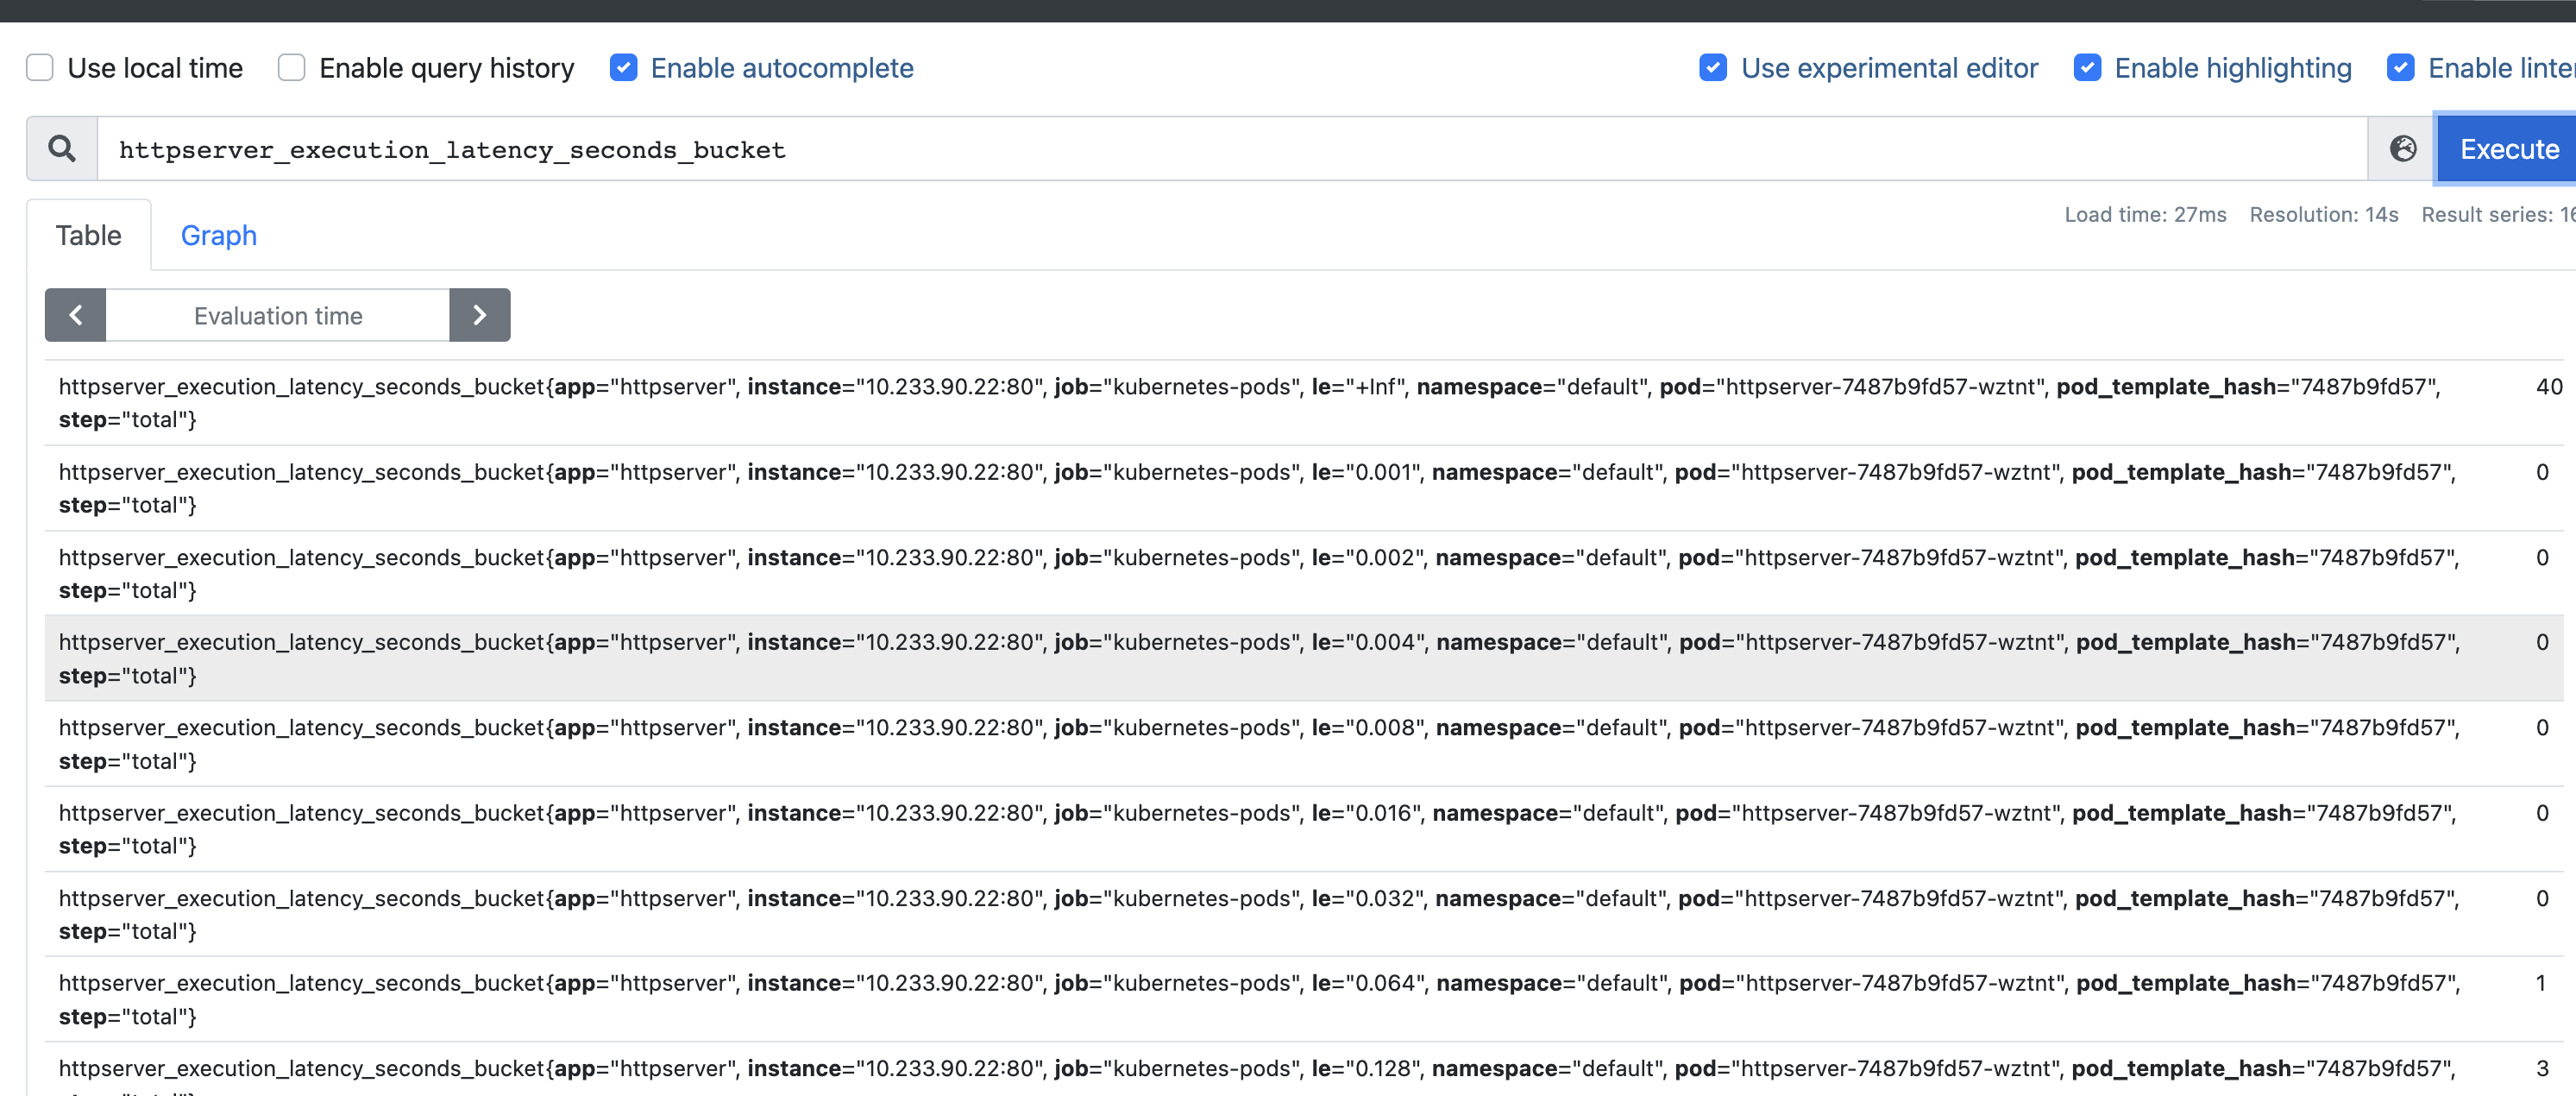 Use local time Enable query history Enable autocomplete Use experimental editor Enable highlighting Enable
httpserver_execution_latency_seconds_bucket Execute
Load time: 27ms Resolution: 14s Result series:
Table Graph
Evaluation time
httpserver_execution_latency_seconds_bucket{app="httpserver", instance="10.233.90.22:80", job="kubernetes-pods", le="+Inf", namespace="default", pod="httpserver-7487b9fd57-wztnt", pod_template_hash="7487b9fd57", 40
step="total"}
httpserver_execution_latency_seconds_bucket{app="httpserver", instance="10.233.90.22:80", job="kubernetes-pods", le="0.001", namespace="default", pod="httpserver-7487b9fd57-wztnt", pod_template_hash="7487b9fd57", 0
step="total"}
httpserver_execution_latency_seconds_bucket{app="httpserver", instance="10.233.90.22:80", job="kubernetes-pods", le="0.002", namespace="default", pod="httpserver-7487b9fd57-wztnt", pod_template_hash="7487b9fd57", 0
step="total"}
httpserver_execution_latency_seconds_bucket{app="httpserver", instance="10.233.90.22:80", job="kubernetes-pods", le="0.004", namespace="default", pod="httpserver-7487b9fd57-wztnt", pod_template_hash="7487b9fd57", 0
step="total"}
httpserver_execution_latency_seconds_bucket{app="httpserver", instance="10.233.90.22:80", job="kubernetes-pods", le="0.008", namespace="default", pod="httpserver-7487b9fd57-wztnt", pod_template_hash="7487b9fd57", 0
step="total"}
httpserver_execution_latency_seconds_bucket{app="httpserver", instance="10.233.90.22:80", job="kubernetes-pods", le="0.016", namespace="default", pod="httpserver-7487b9fd57-wztnt", pod_template_hash="7487b9fd57", 0
step="total"}
httpserver_execution_latency_seconds_bucket{app="httpserver", instance="10.233.90.22:80", job="kubernetes-pods", le="0.032", namespace="default", pod="httpserver-7487b9fd57-wztnt", pod_template_hash="7487b9fd57", 0
step="total"}
httpserver_execution_latency_seconds_bucket{app="httpserver", instance="10.233.90.22:80", job="kubernetes-pods", le="0.064", namespace="default", pod="httpserver-7487b9fd57-wztnt", pod_template_hash="7487b9fd57", 1
step="total"}
httpserver_execution_latency_seconds_bucket{app="httpserver", instance="10.233.90.22:80", job="kubernetes-pods", le="0.128", namespace="default", pod="httpserver-7487b9fd57-wztnt", pod_template_hash="7487b9fd57", 3